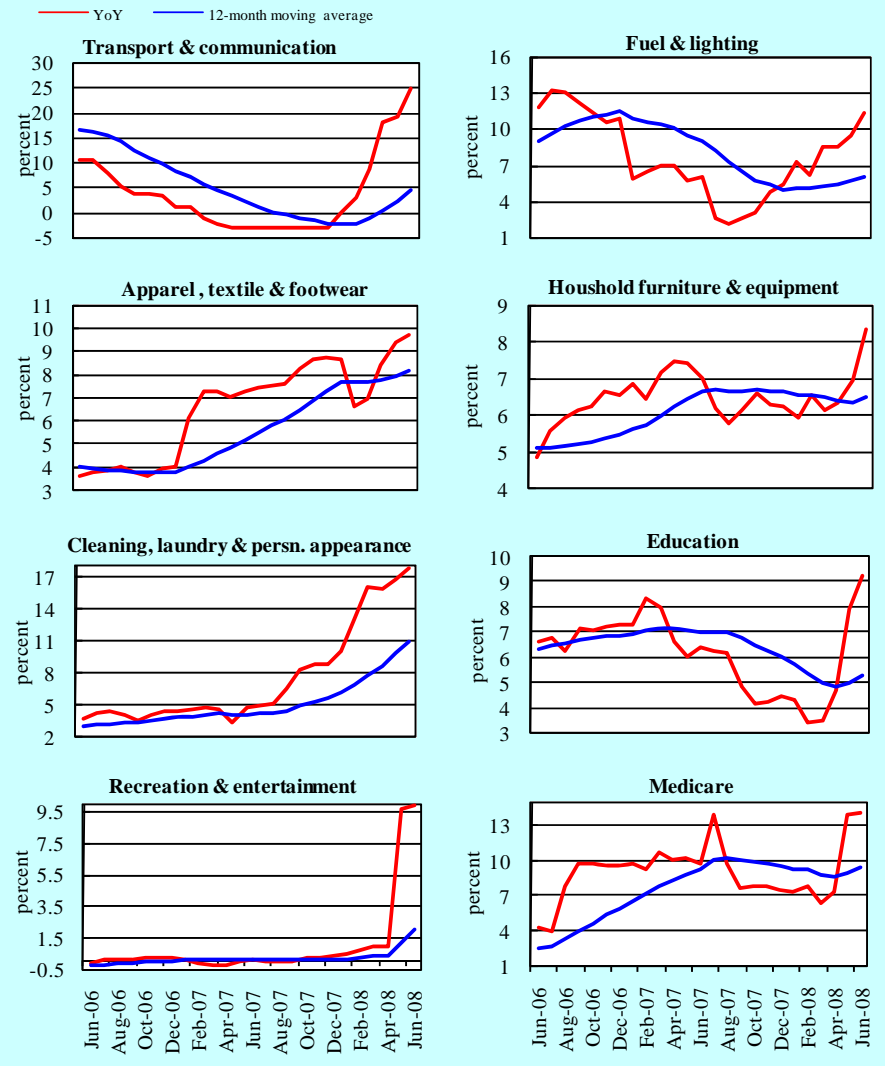 YoY 12-month moving average
Transport & communication
percent
30
25
20
15
10
5
0
-5
Fuel & lighting
percent
16
13
10
7
4
1
Apparel , textile & footwear
percent
11
10
9
8
7
6
5
4
3
Houshold furniture & equipment
percent
9
8
7
6
5
4
Cleaning, laundry & persn. appearance
percent
17
14
11
8
5
2
Education
percent
10
9
8
7
6
5
4
3
Recreation & entertainment
percent
9.5
7.5
5.5
3.5
1.5
-0.5
Jun-06
Aug-06
Oct-06
Dec-06
Feb-07
Apr-07
Jun-07
Aug-07
Oct-07
Dec-07
Feb-08
Apr-08
Jun-08
Medicare
percent
13
10
7
4
1
Jun-06
Aug-06
Oct-06
Dec-06
Feb-07
Apr-07
Jun-07
Aug-07
Oct-07
Dec-07
Feb-08
Apr-08
Jun-08